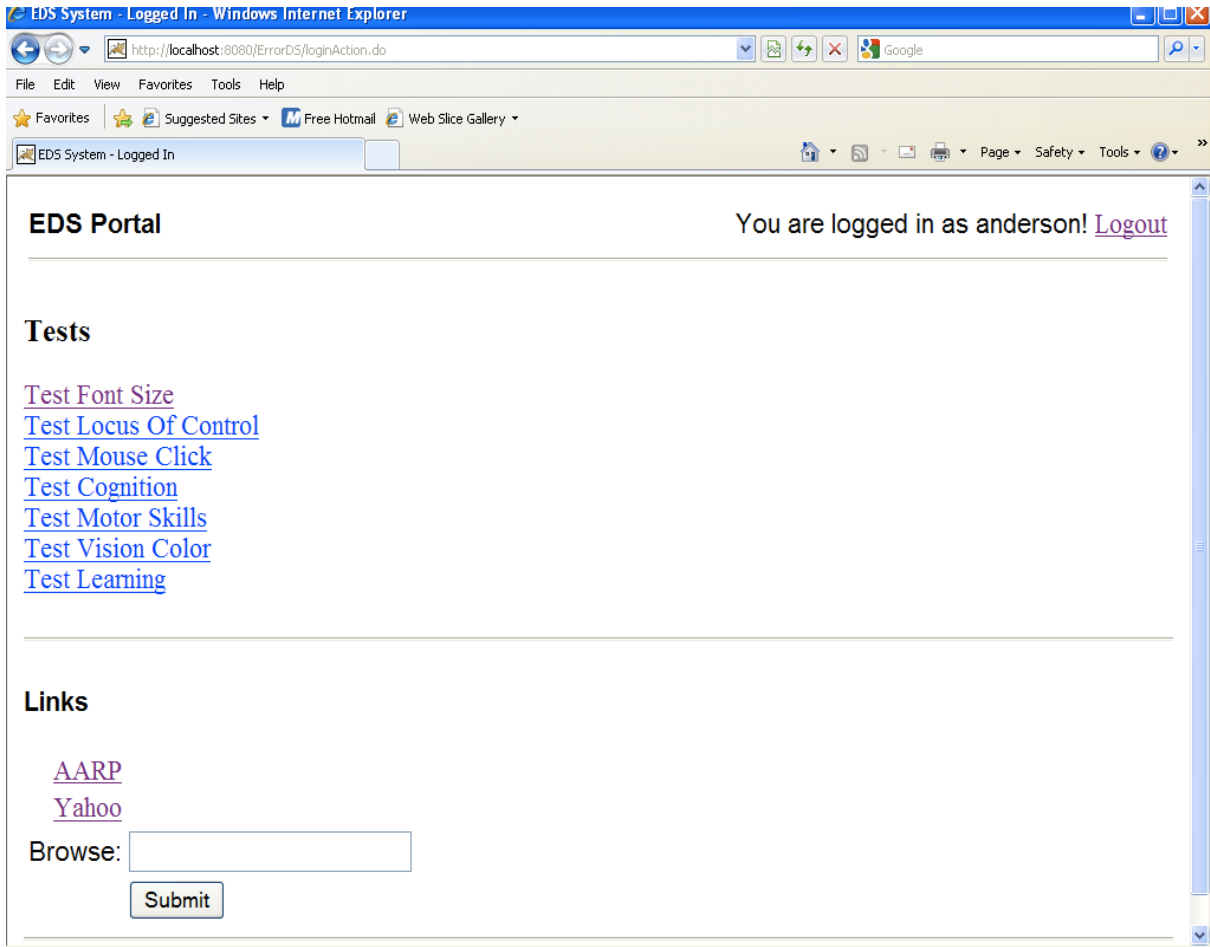 EDS System - Logged In - Windows Internet Explorer
http://localhost:8080/ErrorDS/loginAction.do
Google
File Edit View Favorites Tools Help
Favorites Suggested Sites Free Hotmail Web Slice Gallery
EDS System - Logged In
Page Safety Tools
EDS Portal
You are logged in as anderson! Logout
Tests
Test Font Size
Test Locus Of Control
Test Mouse Click
Test Cognition
Test Motor Skills
Test Vision Color
Test Learning
Links
AARP
Yahoo
Browse:
Submit